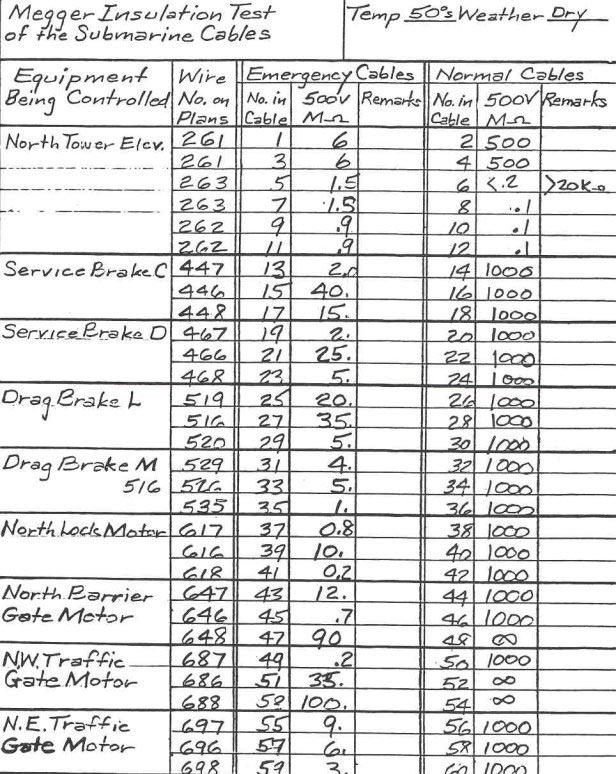 Megger Insulation Test
of the Submarine Cables
Temp 50°s Weather Dry
Equipment Being Controlled Wire No. on Plans Emergency Cables Normal Cables
No. in Cable 500V M-Ω Remarks No. in Cable 500V M-Ω Remarks
North Tower Elev. 261 1 6 2 500
261 3 6 4 500
263 5 1.5 6 <.2 >20K
263 7 1.5 8 .1
262 9 .9 10 .1
262 11 .9 12 .1
Service Brake C 447 13 2.0 14 1000
446 15 40. 16 1000
448 17 15. 18 1000
Service Brake D 467 19 2. 20 1000
466 21 25. 22 1000
468 23 5. 24 1000
Drag Brake L 519 25 20. 26 1000
516 27 35. 28 1000
520 29 5. 30 1000
Drag Brake M 529 31 4. 32 1000
516 526 33 5. 34 1000
535 35 1. 36 1000
North Lock Motor 617 37 0.8 38 1000
616 39 10. 40 1000
618 41 0.2 42 1000
North Barrier 647 43 12. 44 1000
Gate Motor 646 45 .7 46 1000
648 47 90 48 ∞
N.W. Traffic 687 49 .2 50 1000
Gate Motor 686 51 35. 52 ∞
688 100. 54 ∞
N.E. Traffic 697 55 9. 56 1000
Gate Motor 696 57 6. 58 1000
698 59 3. 60 1000